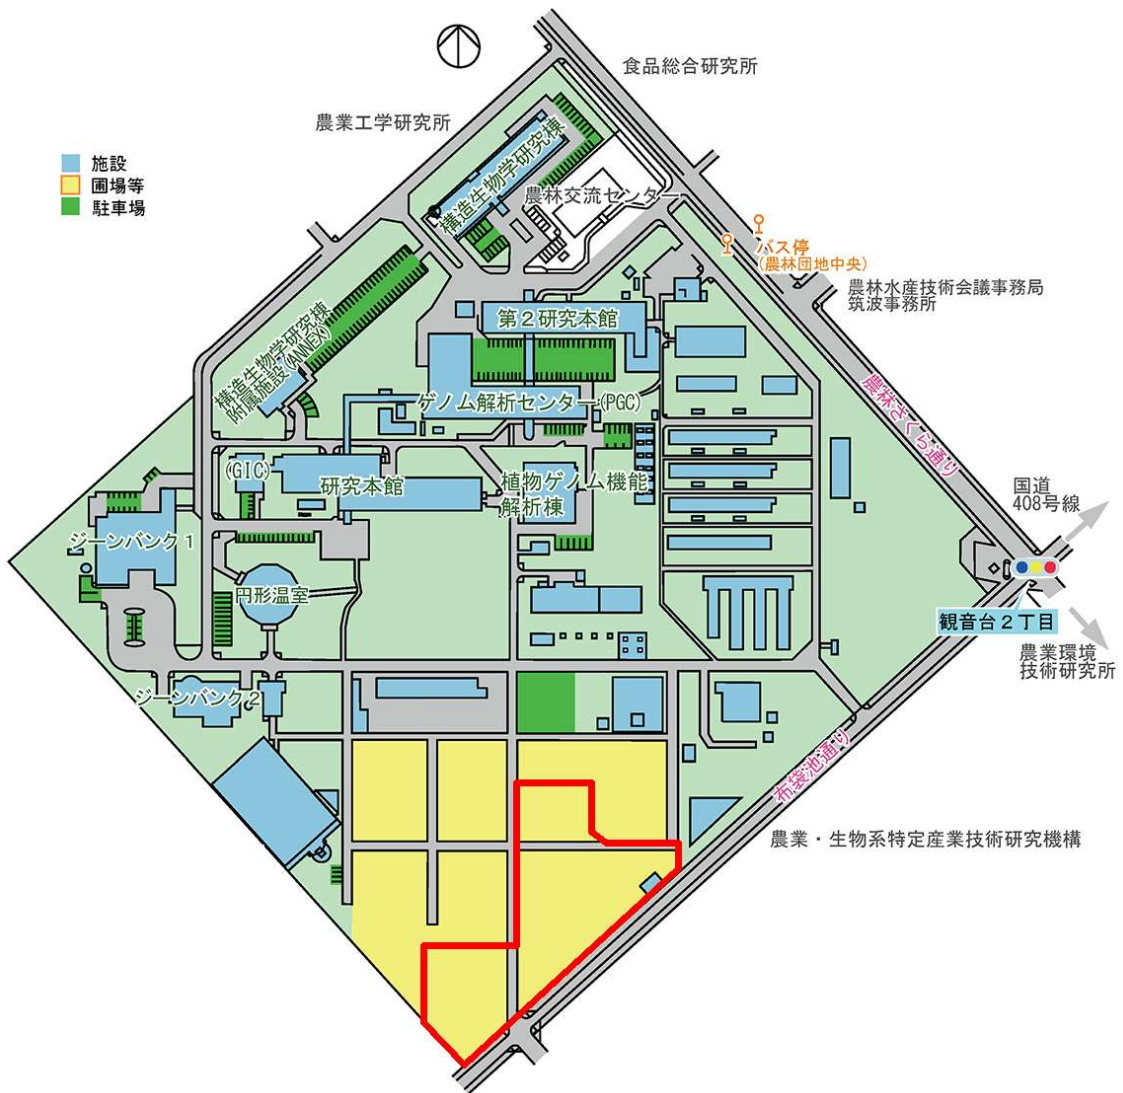 食品総合研究所
農業工学研究所
施設
圃場等
駐車場
構造生物学研究棟
農林交流センター
バス停
(農林団地中央)
農林水産技術会議事務局
筑波事務所
第2研究本館
構造生物学研究棟
附属施設(ANNEX)
ゲノム解析センター(PGC)
農林さくら通り
(GIC)
研究本館
植物ゲノム機能
解析棟
国道
408号線
ジーンバンク1
円形温室
観音台2丁目
農業環境
技術研究所
ジーンバンク2
布袋池通り
農業・生物系特定産業技術研究機構